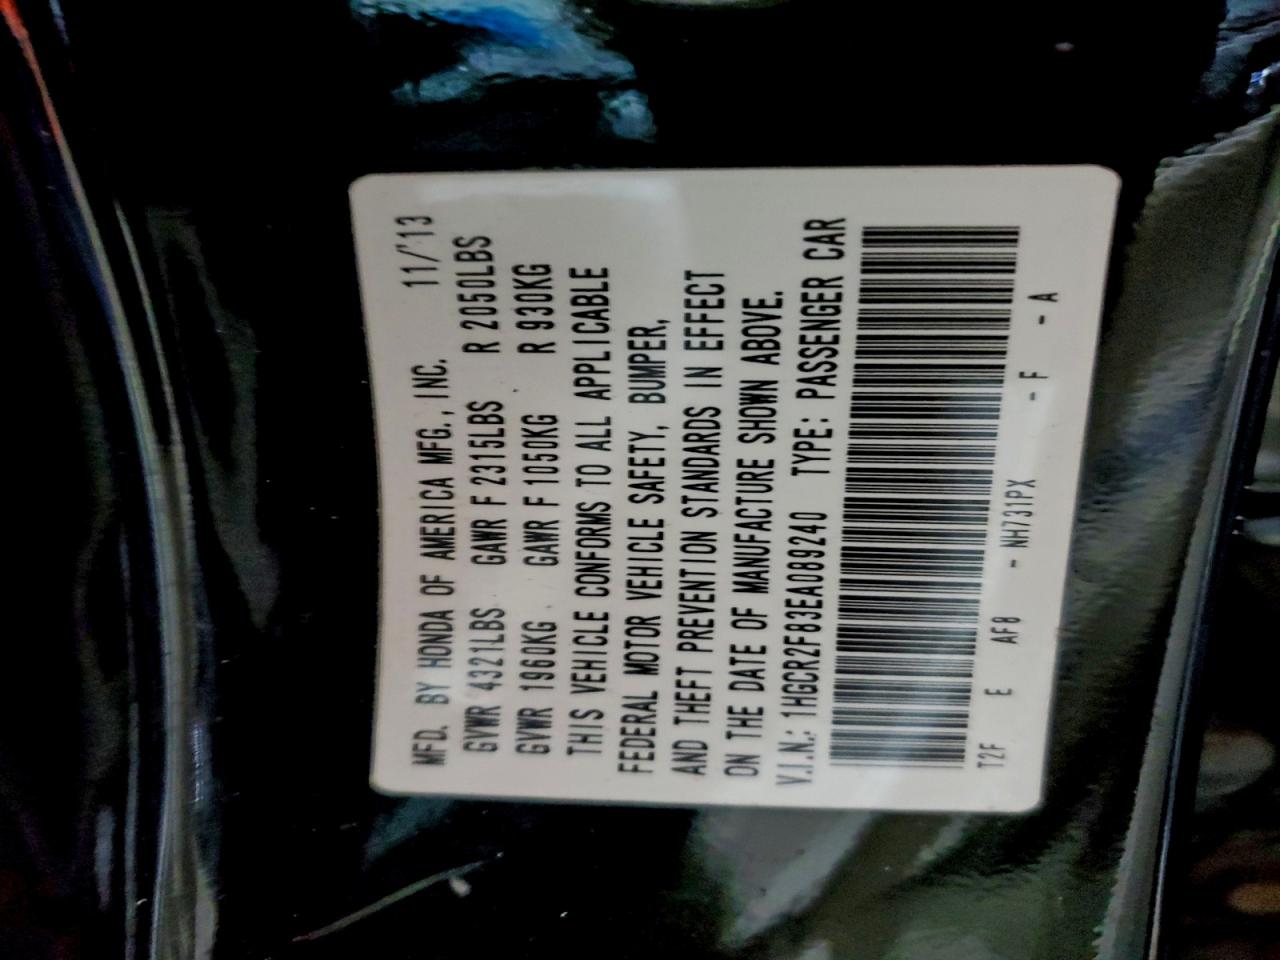 MFD. BY HONDA OF AMERICA MFG., INC. 11/13
GVWR 4321LBS GAWR F 2315LBS R 2050LBS
GVWR 1960KG GAWR F 1050KG R 930KG
THIS VEHICLE CONFORMS TO ALL APPLICABLE
FEDERAL MOTOR VEHICLE SAFETY, BUMPER,
AND THEFT PREVENTION STANDARDS IN EFFECT
ON THE DATE OF MANUFACTURE SHOWN ABOVE.
V.I.N.: 1HGCR2F83EA089240 TYPE: PASSENGER CAR
T2F E AF8 - NH731PX - F - A